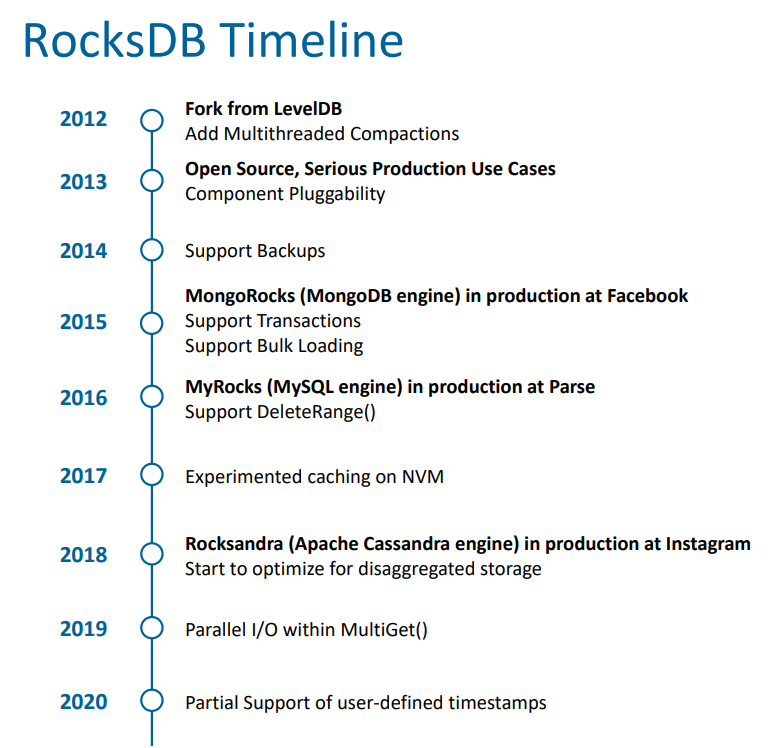 RocksDB Timeline
2012
Fork from LevelDB
Add Multithreaded Compactions
2013
Open Source, Serious Production Use Cases
Component Pluggability
2014
Support Backups
2015
MongoRocks (MongoDB engine) in production at Facebook
Support Transactions
Support Bulk Loading
2016
MyRocks (MySQL engine) in production at Parse
Support DeleteRange()
2017
Experimented caching on NVM
2018
Rocksandra (Apache Cassandra engine) in production at Instagram
Start to optimize for disaggregated storage
2019
Parallel I/O within MultiGet()
2020
Partial Support of user-defined timestamps